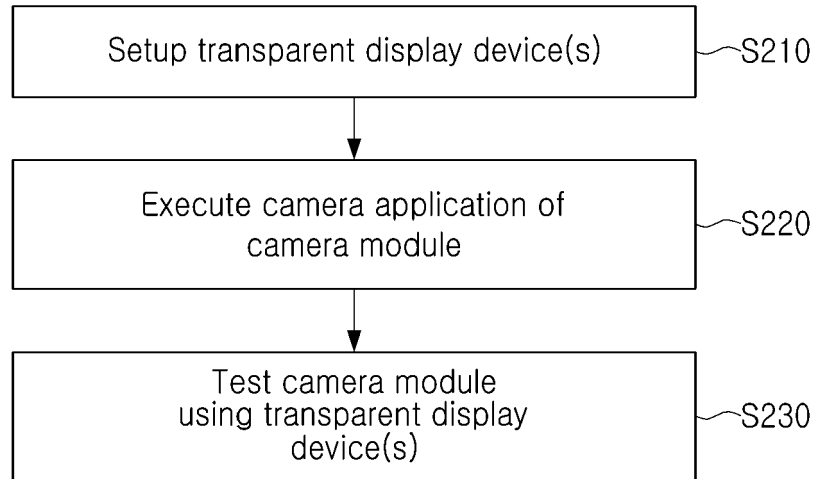 Setup transparent display device(s)
S210
Execute camera application of
camera module
S220
Test camera module
using transparent display
device(s)
S230